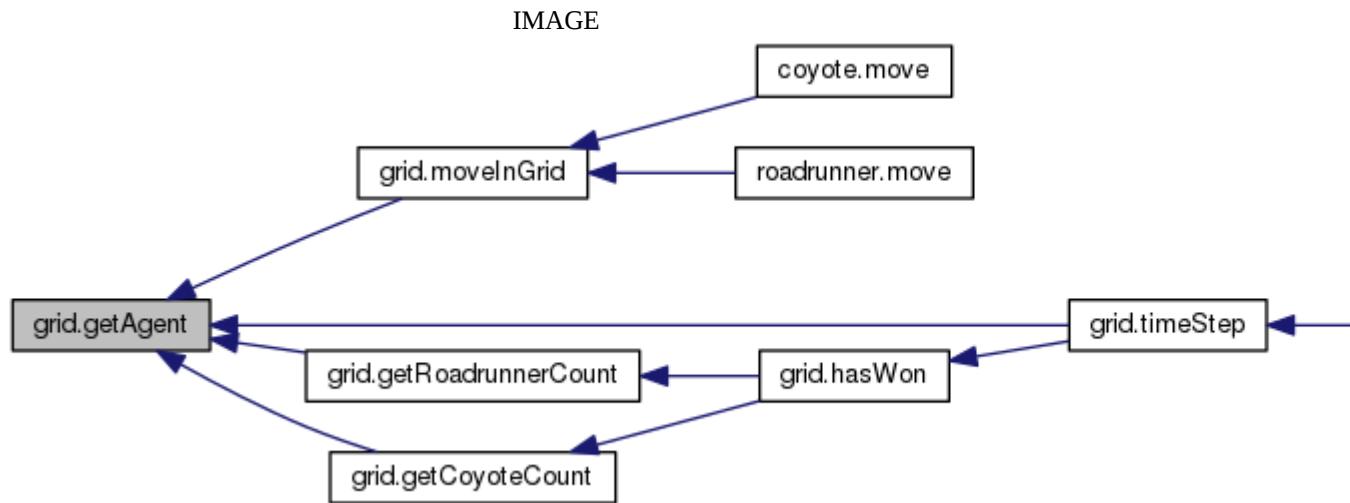 IMAGE
coyote.move
grid.moveInGrid
roadrunner.move
grid.getAgent
grid.timeStep
grid.getRoadrunnerCount
grid.hasWon
grid.getCoyoteCount